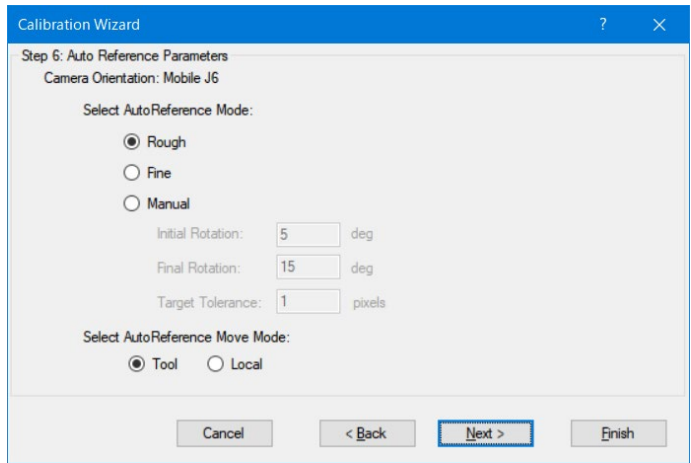 Calibration Wizard ? ×
Step 6: Auto Reference Parameters
Camera Orientation: Mobile J6
Select AutoReference Mode:
Rough
Fine
Manual
Initial Rotation: 5 deg
Final Rotation: 15 deg
Target Tolerance: 1 pixels
Select AutoReference Move Mode:
Tool Local
Cancel < Back Next > Finish